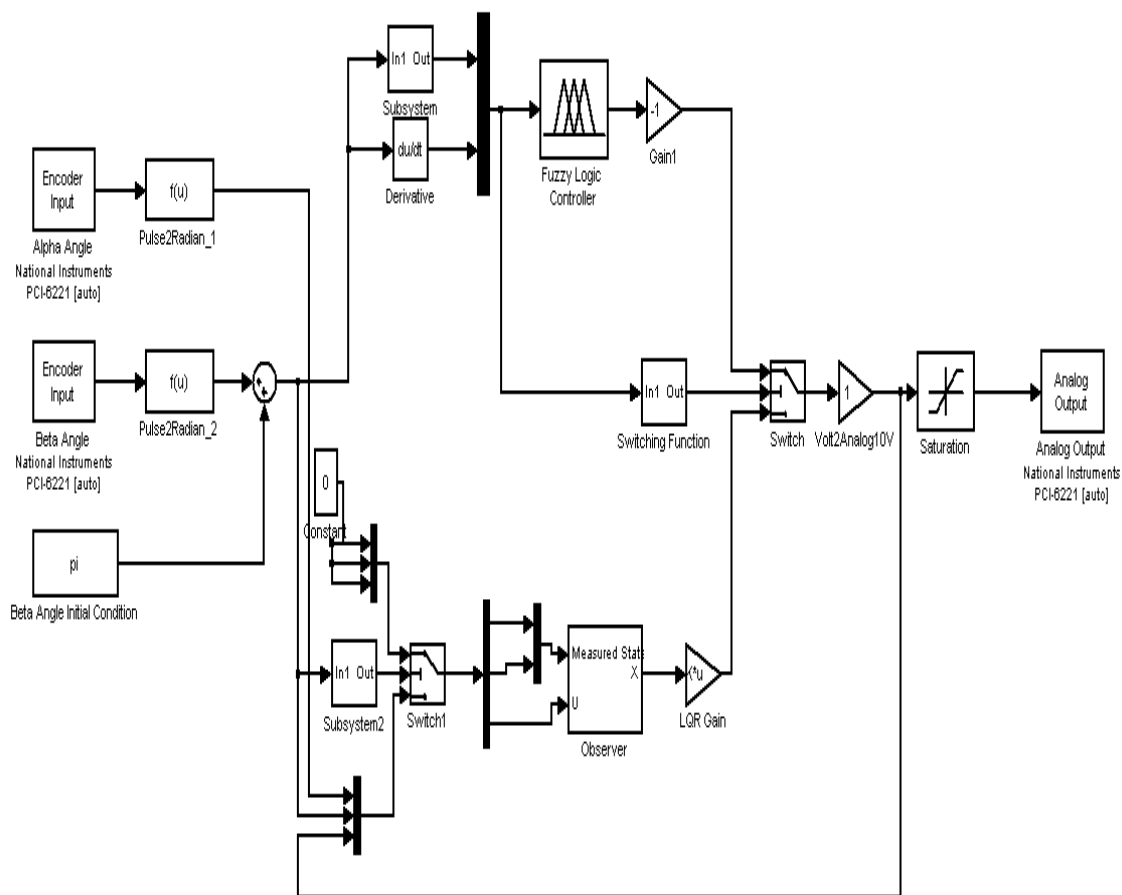 In1 Out
Subsystem
du/dt
Derivative
Fuzzy Logic
Controller
-1
Gain1
Encoder
Input
Alpha Angle
National Instruments
PCI-6221 [auto]
f(u)
Pulse2Radian_1
Encoder
Input
Beta Angle
National Instruments
PCI-6221 [auto]
f(u)
Pulse2Radian_2
+
+
In1 Out
Switching Function
Switch
1
Volt2Analog10V
Saturation
Analog
Output
Analog Output
National Instruments
PCI-6221 [auto]
0
Constant
pi
Beta Angle Initial Condition
In1 Out
Subsystem2
Switch1
Measured Stat
X
U
Observer
*u
LQR Gain